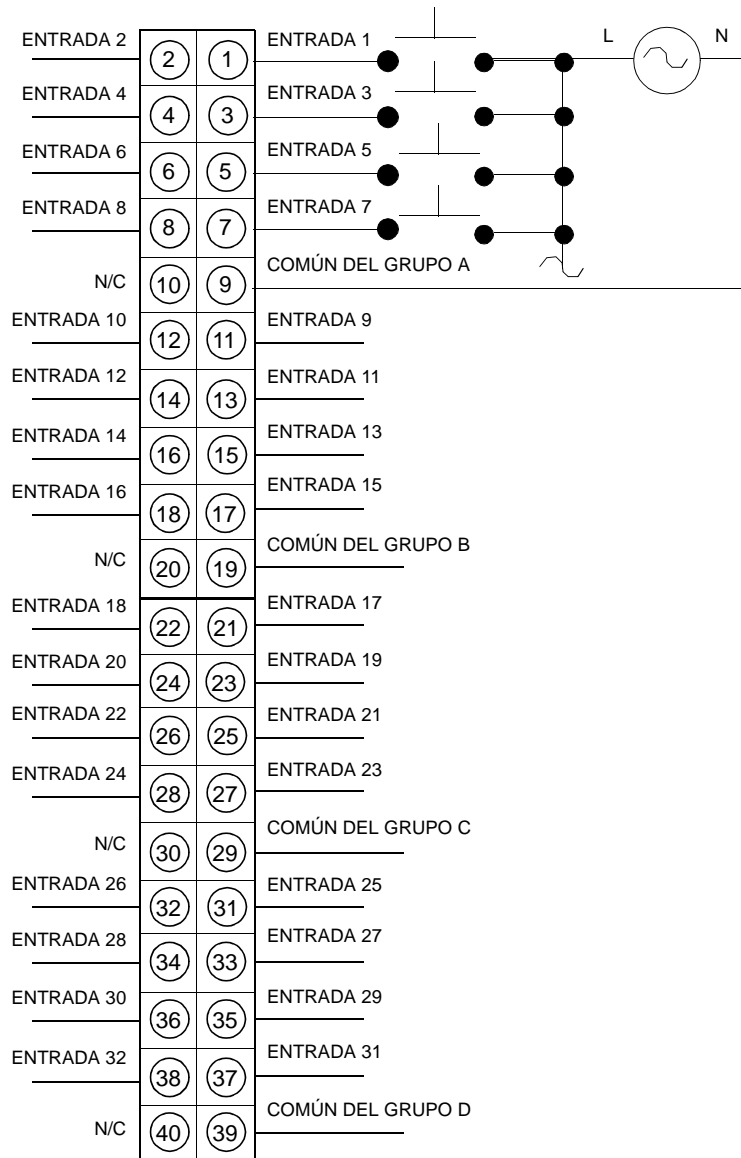 ENTRADA 2 2 1 ENTRADA 1 L N
ENTRADA 4 4 3 ENTRADA 3
ENTRADA 6 6 5 ENTRADA 5
ENTRADA 8 8 7 ENTRADA 7
N/C 10 9 COMÚN DEL GRUPO A
ENTRADA 10 12 11 ENTRADA 9
ENTRADA 12 14 13 ENTRADA 11
ENTRADA 14 16 15 ENTRADA 13
ENTRADA 16 18 17 ENTRADA 15
N/C 20 19 COMÚN DEL GRUPO B
ENTRADA 18 22 21 ENTRADA 17
ENTRADA 20 24 23 ENTRADA 19
ENTRADA 22 26 25 ENTRADA 21
ENTRADA 24 28 27 ENTRADA 23
N/C 30 29 COMÚN DEL GRUPO C
ENTRADA 26 32 31 ENTRADA 25
ENTRADA 28 34 33 ENTRADA 27
ENTRADA 30 36 35 ENTRADA 29
ENTRADA 32 38 37 ENTRADA 31
N/C 40 39 COMÚN DEL GRUPO D